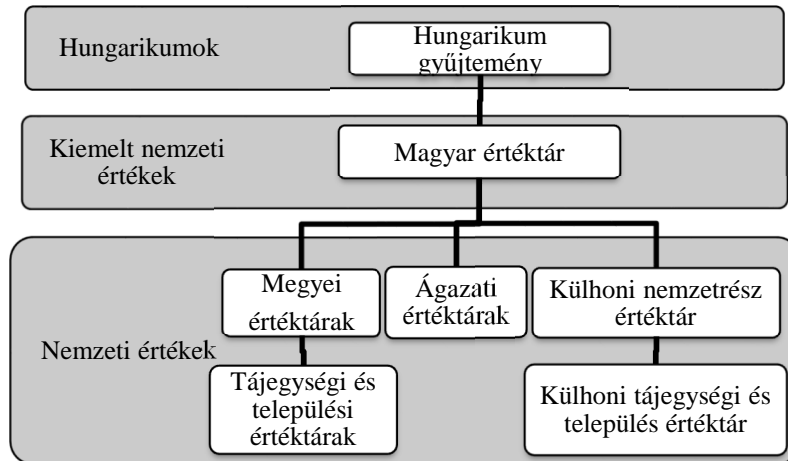 Hungarikumok
Hungarikum
gyűjtemény
Kiemelt nemzeti
értékek
Magyar értéktár
Nemzeti értékek
Megyei
értéktárak
Ágazati
értéktárak
Külhoni nemzetrész
értéktár
Tájegységi és
települési
értéktárak
Külhoni tájegységi és
település értéktár